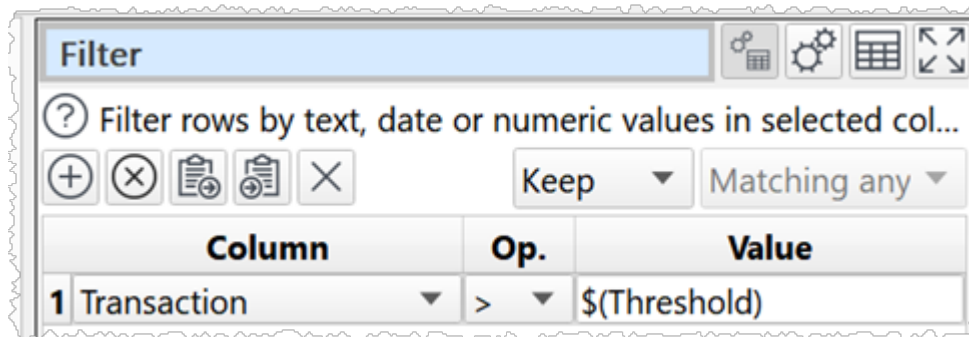 Filter
Filter rows by text, date or numeric values in selected col...
Keep Matching any
Column Op. Value
1 Transaction > $(Threshold)